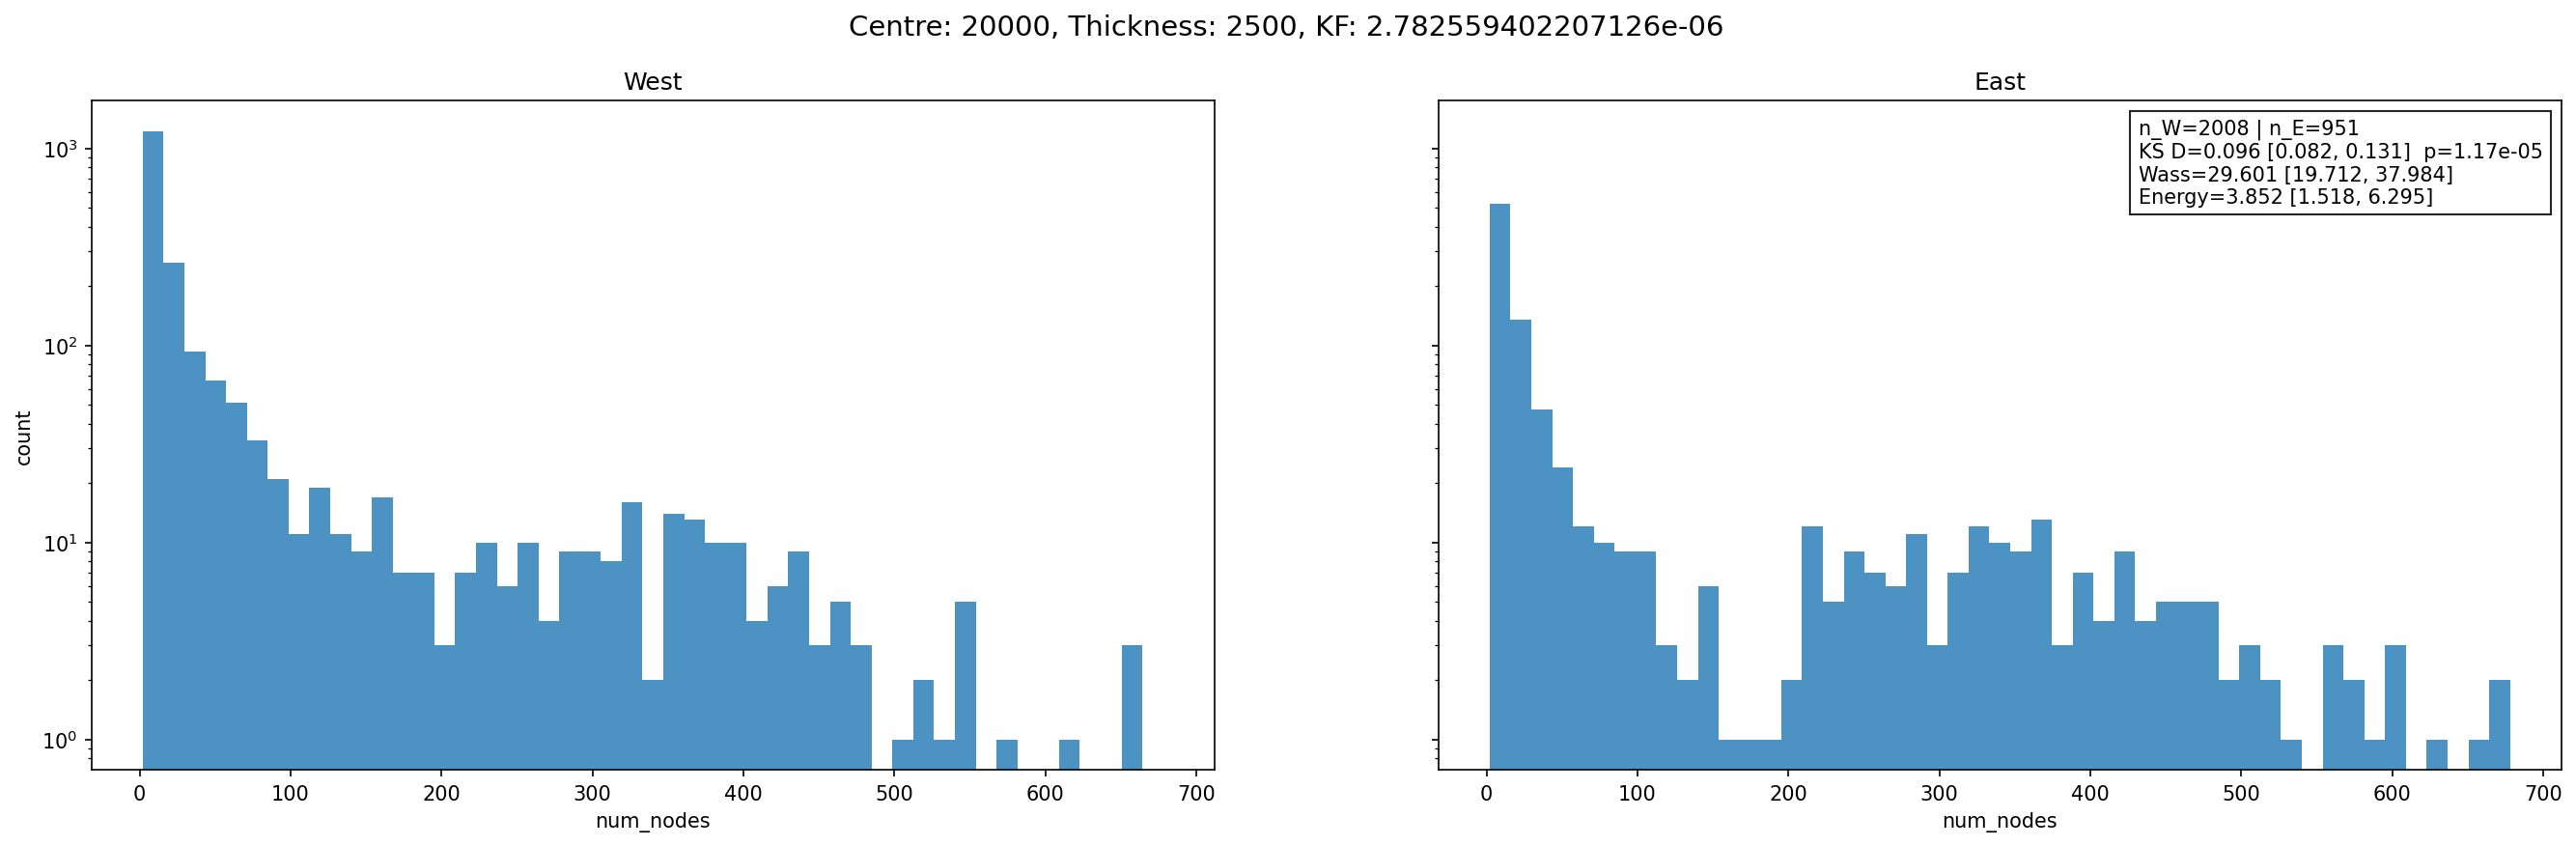 Centre: 20000, Thickness: 2500, KF: 2.782559402207126e-06
West
East
n_W=2008 | n_E=951
KS D=0.096 [0.082, 0.131]  p=1.17e-05
Wass=29.601 [19.712, 37.984]
Energy=3.852 [1.518, 6.295]
10³
10²
10¹
10⁰
count
0 100 200 300 400 500 600 700
0 100 200 300 400 500 600 700
num_nodes
num_nodes